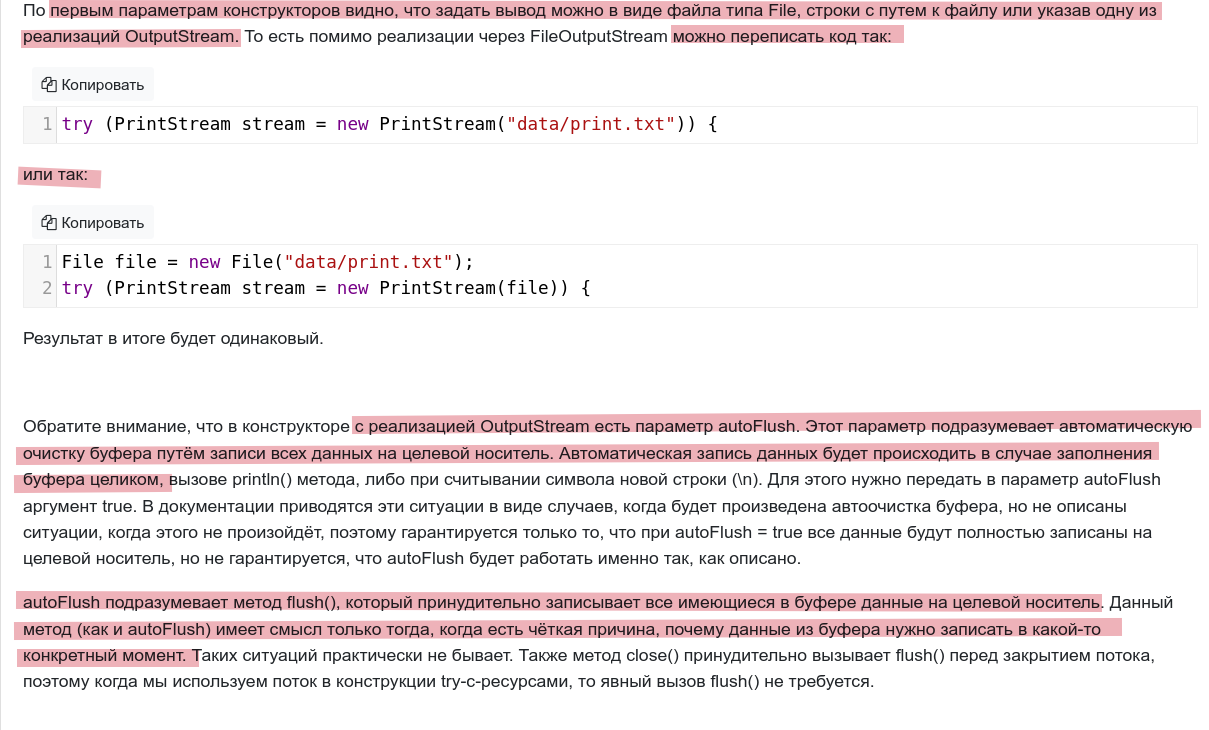 По первым параметрам конструкторов видно, что задать вывод можно в виде файла типа File, строки с путем к файлу или указав одну из
реализаций OutputStream. То есть помимо реализации через FileOutputStream можно переписать код так:
Копировать
1 try (PrintStream stream = new PrintStream("data/print.txt")) {
или так:
Копировать
1 File file = new File("data/print.txt");
2 try (PrintStream stream = new PrintStream(file)) {
Результат в итоге будет одинаковый.
Обратите внимание, что в конструкторе с реализацией OutputStream есть параметр autoFlush. Этот параметр подразумевает автоматическую
очистку буфера путём записи всех данных на целевой носитель. Автоматическая запись данных будет происходить в случае заполнения
буфера целиком, вызове println() метода, либо при считывании символа новой строки (\n). Для этого нужно передать в параметр autoFlush
аргумент true. В документации приводятся эти ситуации в виде случаев, когда будет произведена автоочистка буфера, но не описаны
ситуации, когда этого не произойдёт, поэтому гарантируется только то, что при autoFlush = true все данные будут полностью записаны на
целевой носитель, но не гарантируется, что autoFlush будет работать именно так, как описано.
autoFlush подразумевает метод flush(), который принудительно записывает все имеющиеся в буфере данные на целевой носитель. Данный
метод (как и autoFlush) имеет смысл только тогда, когда есть чёткая причина, почему данные из буфера нужно записать в какой-то
конкретный момент. Таких ситуаций практически не бывает. Также метод close() принудительно вызывает flush() перед закрытием потока,
поэтому когда мы используем поток в конструкции try-с-ресурсами, то явный вызов flush() не требуется.